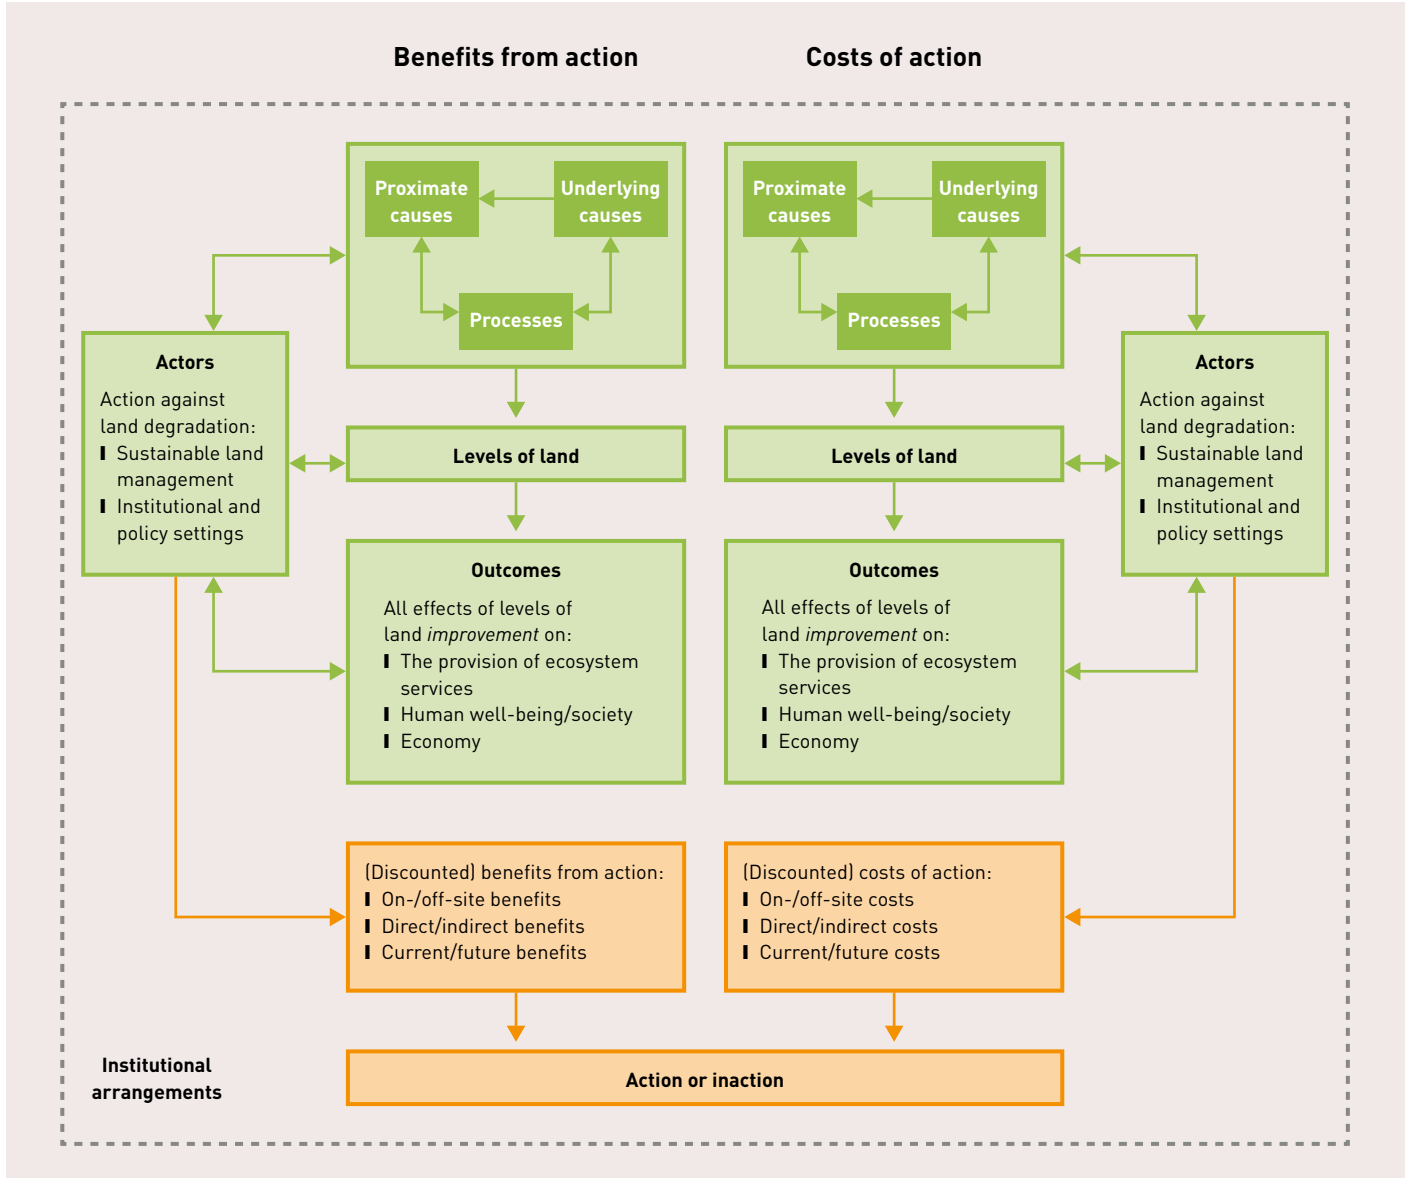 Benefits from action
Costs of action
Proximate
causes
Underlying
causes
Processes
Proximate
causes
Underlying
causes
Processes
Actors
Action against
land degradation:
Sustainable land
management
Institutional and
policy settings
Levels of land
Levels of land
Actors
Action against
land degradation:
Sustainable land
management
Institutional and
policy settings
Outcomes
All effects of levels of
land improvement on:
The provision of ecosystem
services
Human well-being/society
Economy
Outcomes
All effects of levels of
land improvement on:
The provision of ecosystem
services
Human well-being/society
Economy
(Discounted) benefits from action:
On-/off-site benefits
Direct/indirect benefits
Current/future benefits
(Discounted) costs of action:
On-/off-site costs
Direct/indirect costs
Current/future costs
Institutional
arrangements
Action or inaction